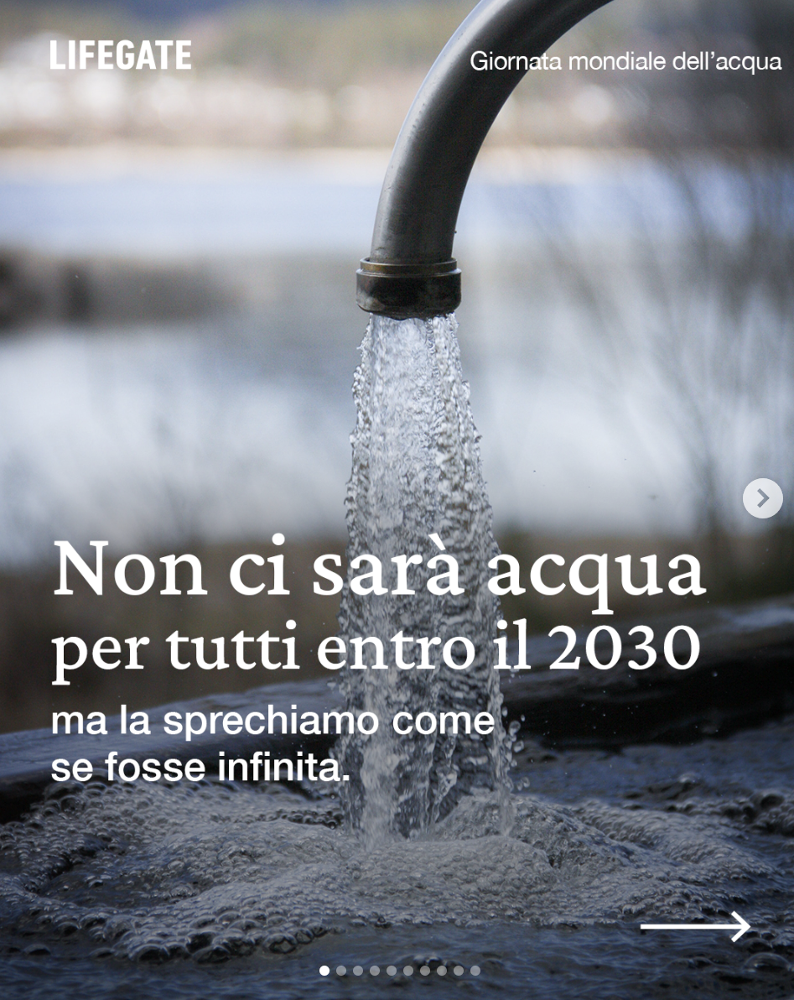 LIFEGATE
Giornata mondiale dell’acqua
Non ci sarà acqua
per tutti entro il 2030
ma la sprechiamo come
se fosse infinita.